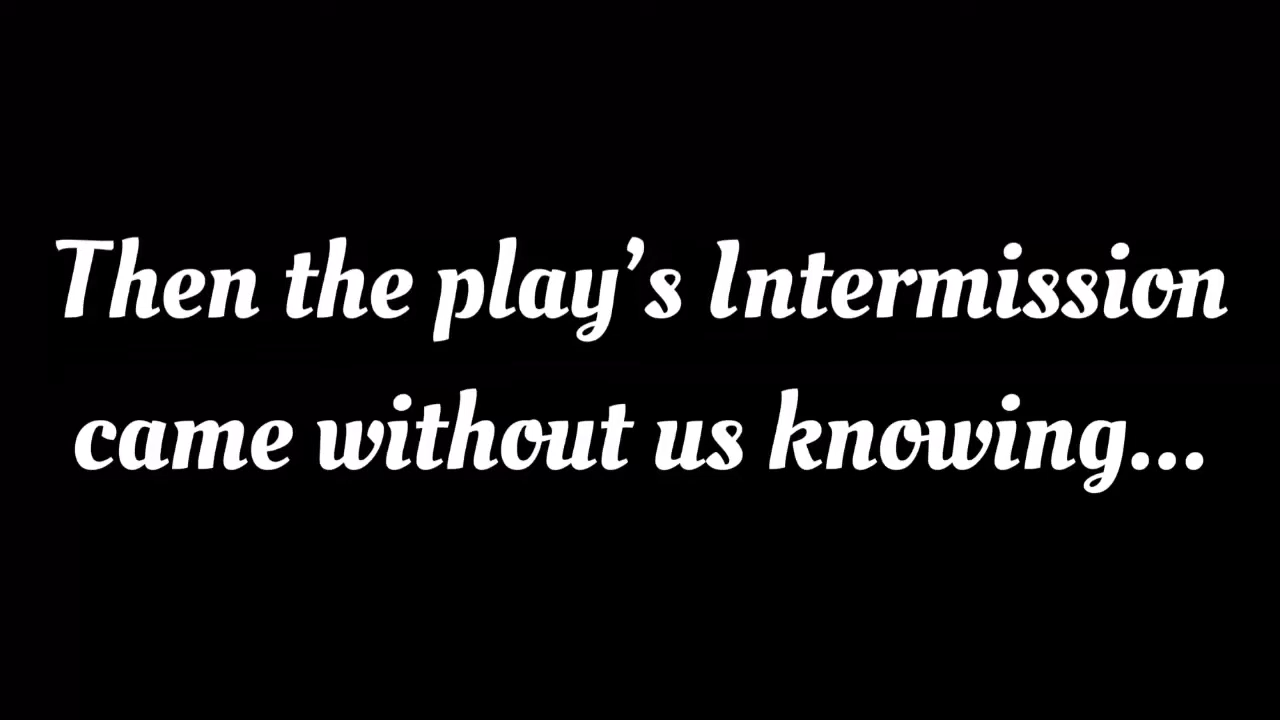 Then the play’s Intermission
came without us knowing...